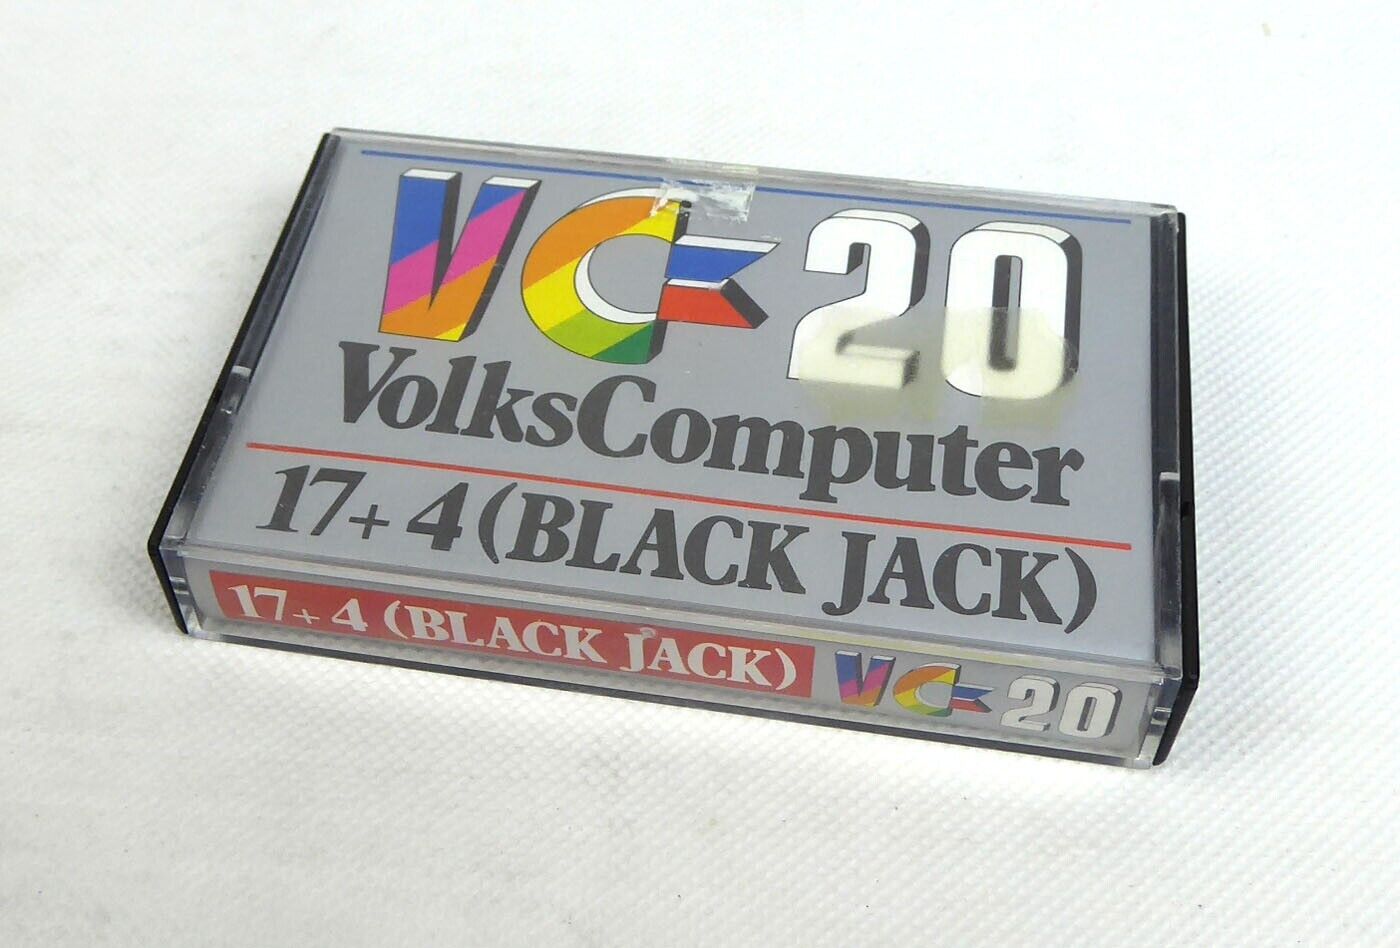 VC 20
VolksComputer
17+4 (BLACK JACK)
17+4 (BLACK JACK) VC 20